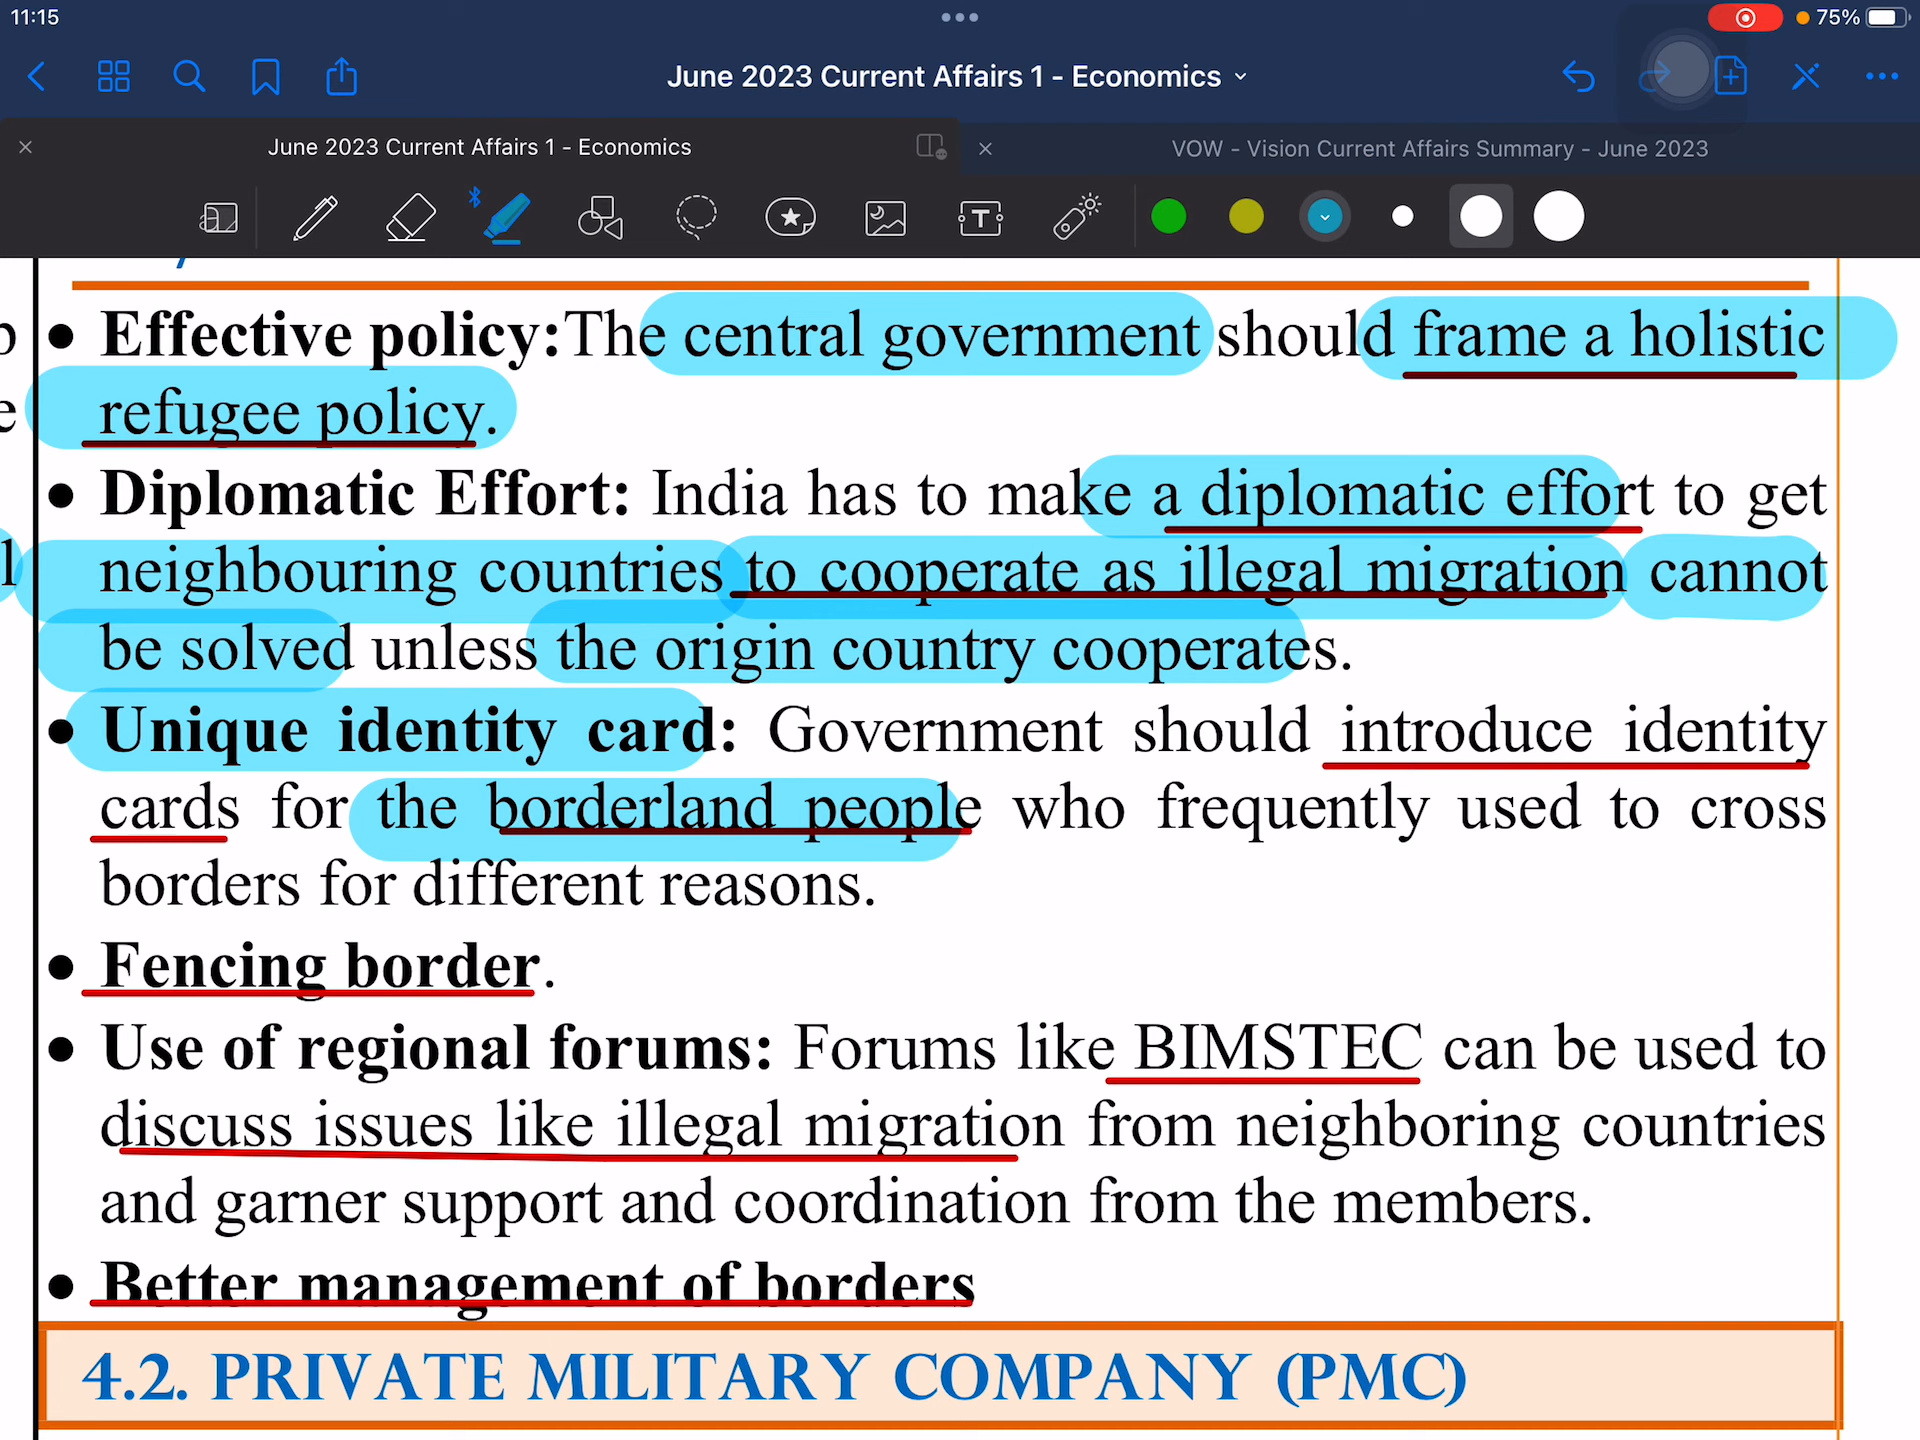 11:15
75%
June 2023 Current Affairs 1 - Economics
June 2023 Current Affairs 1 - Economics
VOW - Vision Current Affairs Summary - June 2023
• Effective policy:The central government should frame a holistic
refugee policy.
• Diplomatic Effort: India has to make a diplomatic effort to get
neighbouring countries to cooperate as illegal migration cannot
be solved unless the origin country cooperates.
• Unique identity card: Government should introduce identity
cards for the borderland people who frequently used to cross
borders for different reasons.
• Fencing border.
• Use of regional forums: Forums like BIMSTEC can be used to
discuss issues like illegal migration from neighboring countries
and garner support and coordination from the members.
• Better management of borders
4.2. PRIVATE MILITARY COMPANY (PMC)